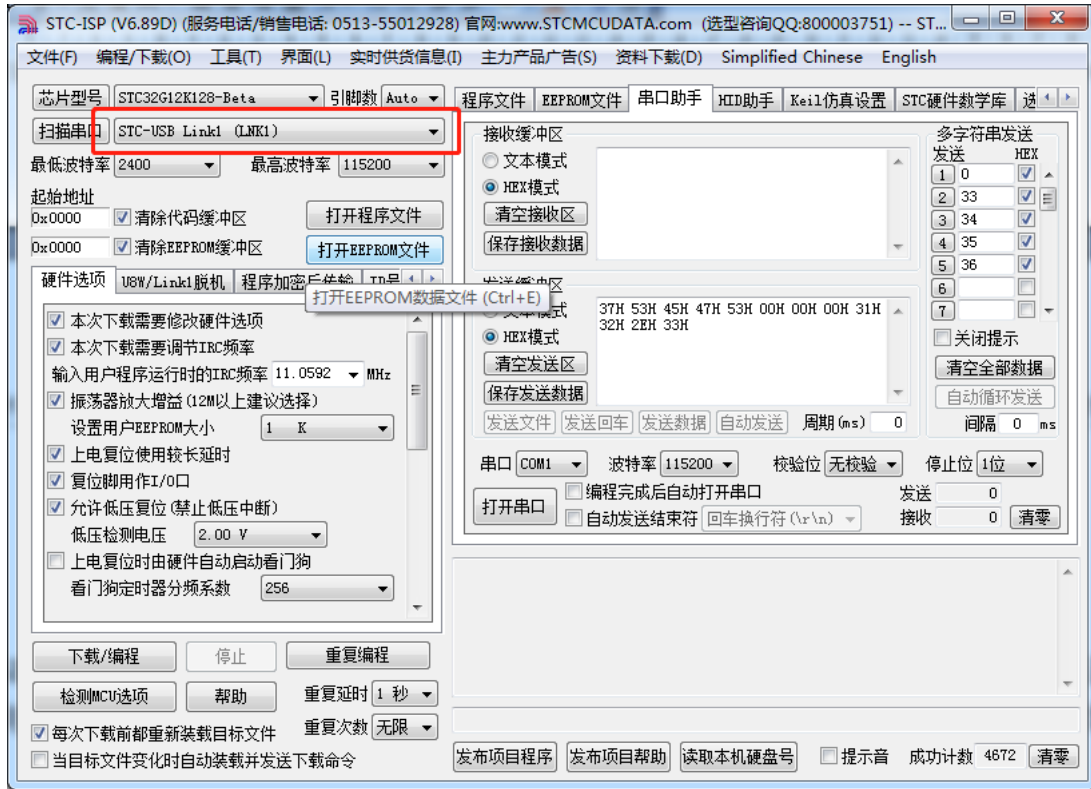 STC-ISP (V6.89D) (服务电话/销售电话: 0513-55012928) 官网:www.STCMCUDATA.com (选型咨询QQ:800003751) -- ST...
文件(F) 编程/下载(O) 工具(T) 界面(L) 实时供货信息(I) 主力产品广告(S) 资料下载(D) Simplified Chinese English
芯片型号 STC32G12K128-Beta 引脚数 Auto
扫描串口 STC-USB Link1 (LNK1)
最低波特率 2400 最高波特率 115200
起始地址
0x0000 清除代码缓冲区 打开程序文件
0x0000 清除EEPROM缓冲区 打开EEPROM文件
硬件选项 U8W/Link1脱机 程序加密后传输
打开EEPROM数据文件 (Ctrl+E)
本次下载需要修改硬件选项
本次下载需要调节IRC频率
输入用户程序运行时的IRC频率 11.0592 MHz
振荡器放大增益(12M以上建议选择)
设置用户EEPROM大小 1 K
上电复位使用较长延时
复位脚用作I/O口
允许低压复位(禁止低压中断)
低压检测电压 2.00 V
上电复位时由硬件自动启动看门狗
看门狗定时器分频系数 256
下载/编程 停止 重复编程
检测MCU选项 帮助 重复延时 1 秒
每次下载前都重新装载目标文件 重复次数 无限
当目标文件变化时自动装载并发送下载命令
程序文件 EEPROM文件 串口助手 HID助手 Keil仿真设置 STC硬件数学库 选
接收缓冲区
文本模式
HEX模式
清空接收区
保存接收数据
多字符串发送
发送 HEX
1 0
2 33
3 34
4 35
5 36
6
7
关闭提示
清空全部数据
自动循环发送
间隔 0 ms
发送缓冲区
文本模式
HEX模式
清空发送区
保存发送数据
37H 53H 45H 47H 53H 00H 00H 00H 31H
32H 2EH 33H
发送文件 发送回车 发送数据 自动发送 周期(ms) 0
串口 COM1 波特率 115200 校验位 无校验 停止位 1位
打开串口 编程完成后自动打开串口 发送 0
自动发送结束符 回车换行符(\r\n) 接收 0 清零
发布项目程序 发布项目帮助 读取本机硬盘号 提示音 成功计数 4672 清零